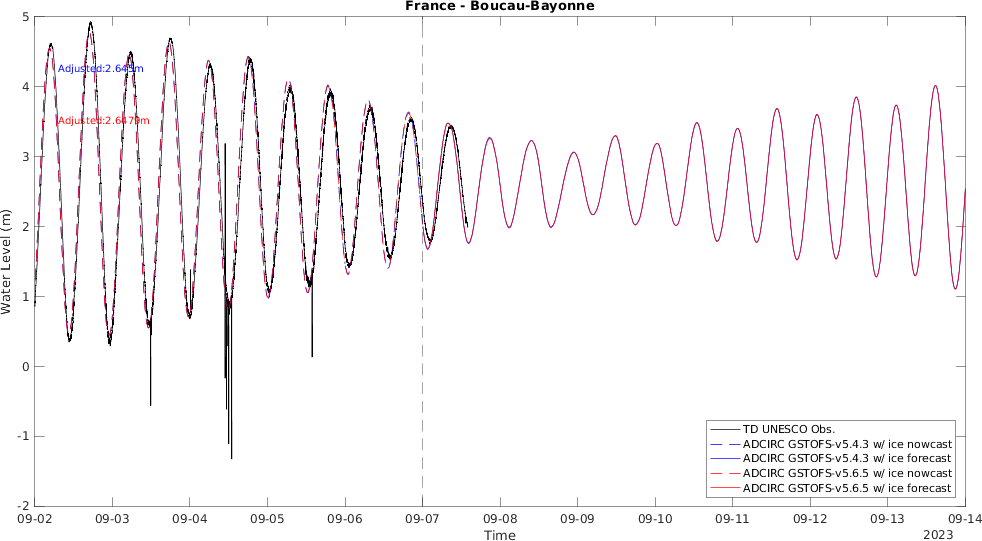 France - Boucau-Bayonne
5
4
3
2
1
0
-1
-2
Water Level (m)
Adjusted:2.645m
Adjusted:2.6479m
TD UNESCO Obs.
ADCIRC GSTOFS-v5.4.3 w/ ice nowcast
ADCIRC GSTOFS-v5.4.3 w/ ice forecast
ADCIRC GSTOFS-v5.6.5 w/ ice nowcast
ADCIRC GSTOFS-v5.6.5 w/ ice forecast
09-02 09-03 09-04 09-05 09-06 09-07 09-08 09-09 09-10 09-11 09-12 09-13 09-14
Time
2023